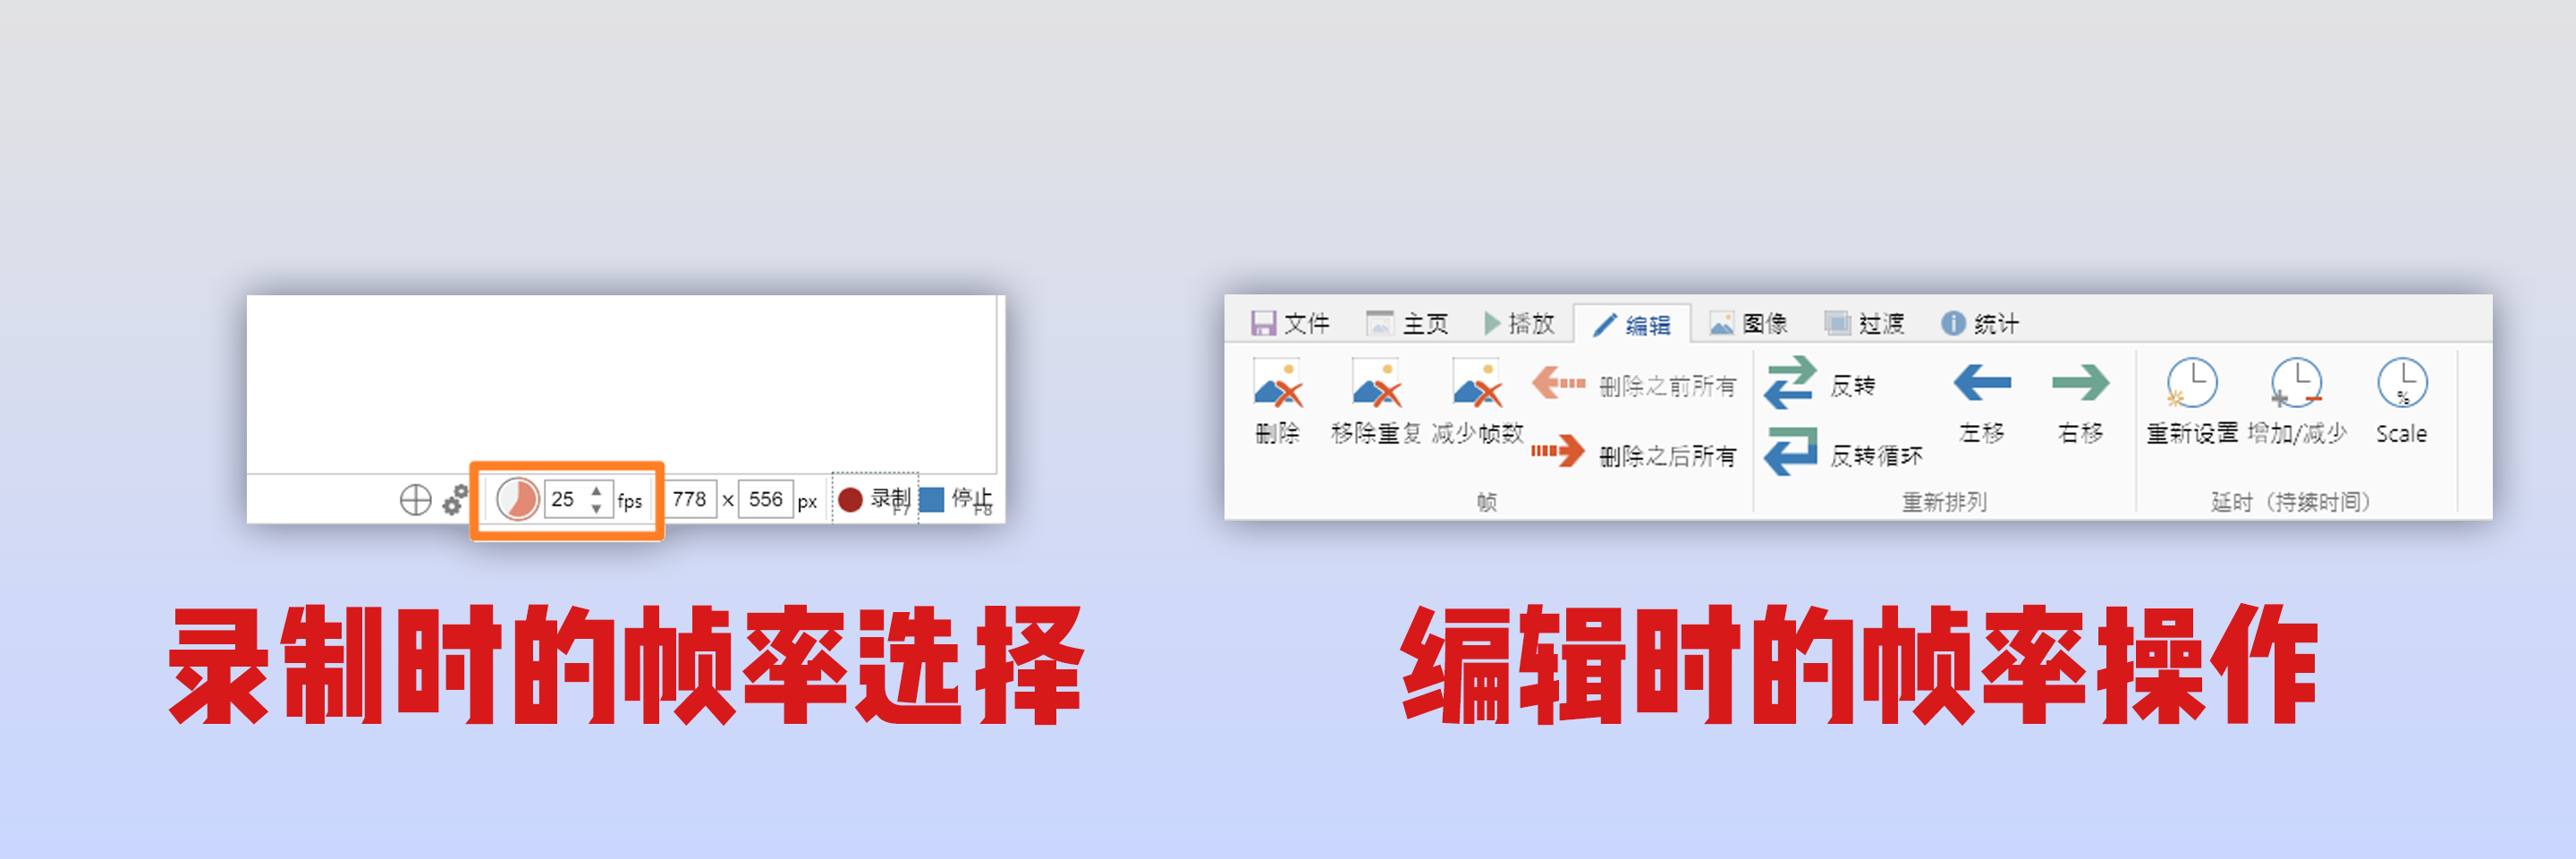 25 fps 778 x 556 px 录制 F7 停止 F8
录制时的帧率选择
文件 主页 播放 编辑 图像 过渡 统计
删除 移除重复 减少帧数 删除之前所有 删除之后所有
帧
反转 反转循环 左移 右移
重新排列
重新设置 增加/减少 Scale
%
延时（持续时间）
编辑时的帧率操作